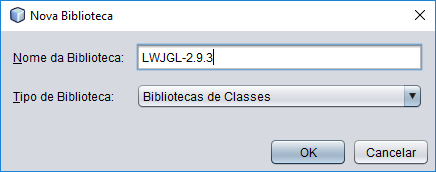 Nova Biblioteca
Nome da Biblioteca: LWJGL-2.9.3
Tipo de Biblioteca: Bibliotecas de Classes
OK Cancelar